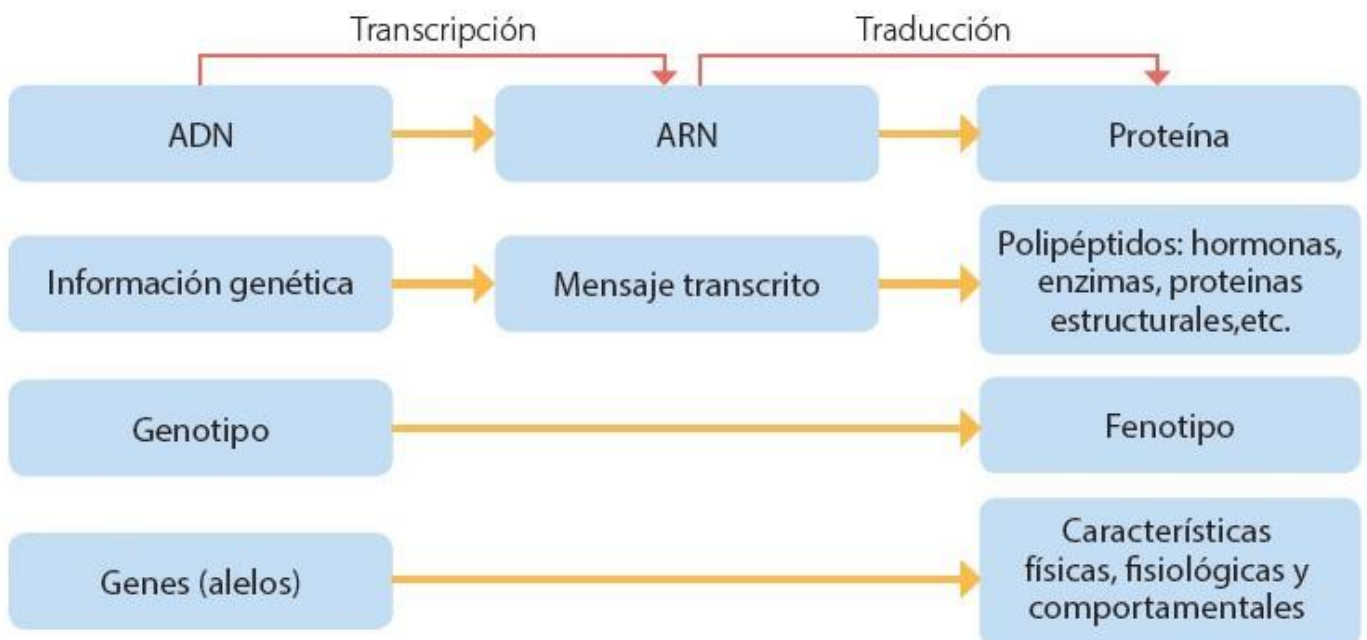 Transcripción
Traducción
ADN
ARN
Proteína
Información genética
Mensaje transcrito
Polipéptidos: hormonas,
enzimas, proteinas
estructurales,etc.
Genotipo
Fenotipo
Genes (alelos)
Características
físicas, fisiológicas y
comportamentales